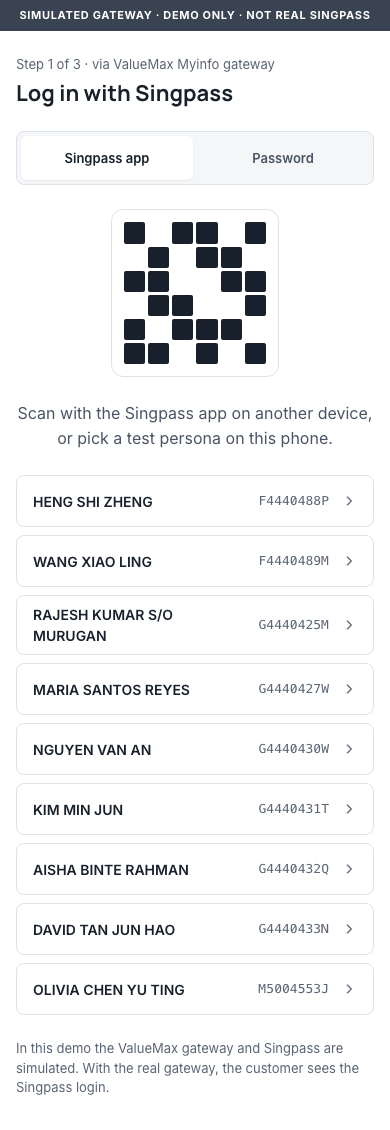 SIMULATED GATEWAY · DEMO ONLY · NOT REAL SINGPASS
Step 1 of 3 · via ValueMax Myinfo gateway
Log in with Singpass
Singpass app
Password
Scan with the Singpass app on another device,
or pick a test persona on this phone.
HENG SHI ZHENG F4440488P
WANG XIAO LING F4440489M
RAJESH KUMAR S/O
MURUGAN G4440425M
MARIA SANTOS REYES G4440427W
NGUYEN VAN AN G4440430W
KIM MIN JUN G4440431T
AISHA BINTE RAHMAN G4440432Q
DAVID TAN JUN HAO G4440433N
OLIVIA CHEN YU TING M5004553J
In this demo the ValueMax gateway and Singpass are
simulated. With the real gateway, the customer sees the
Singpass login.